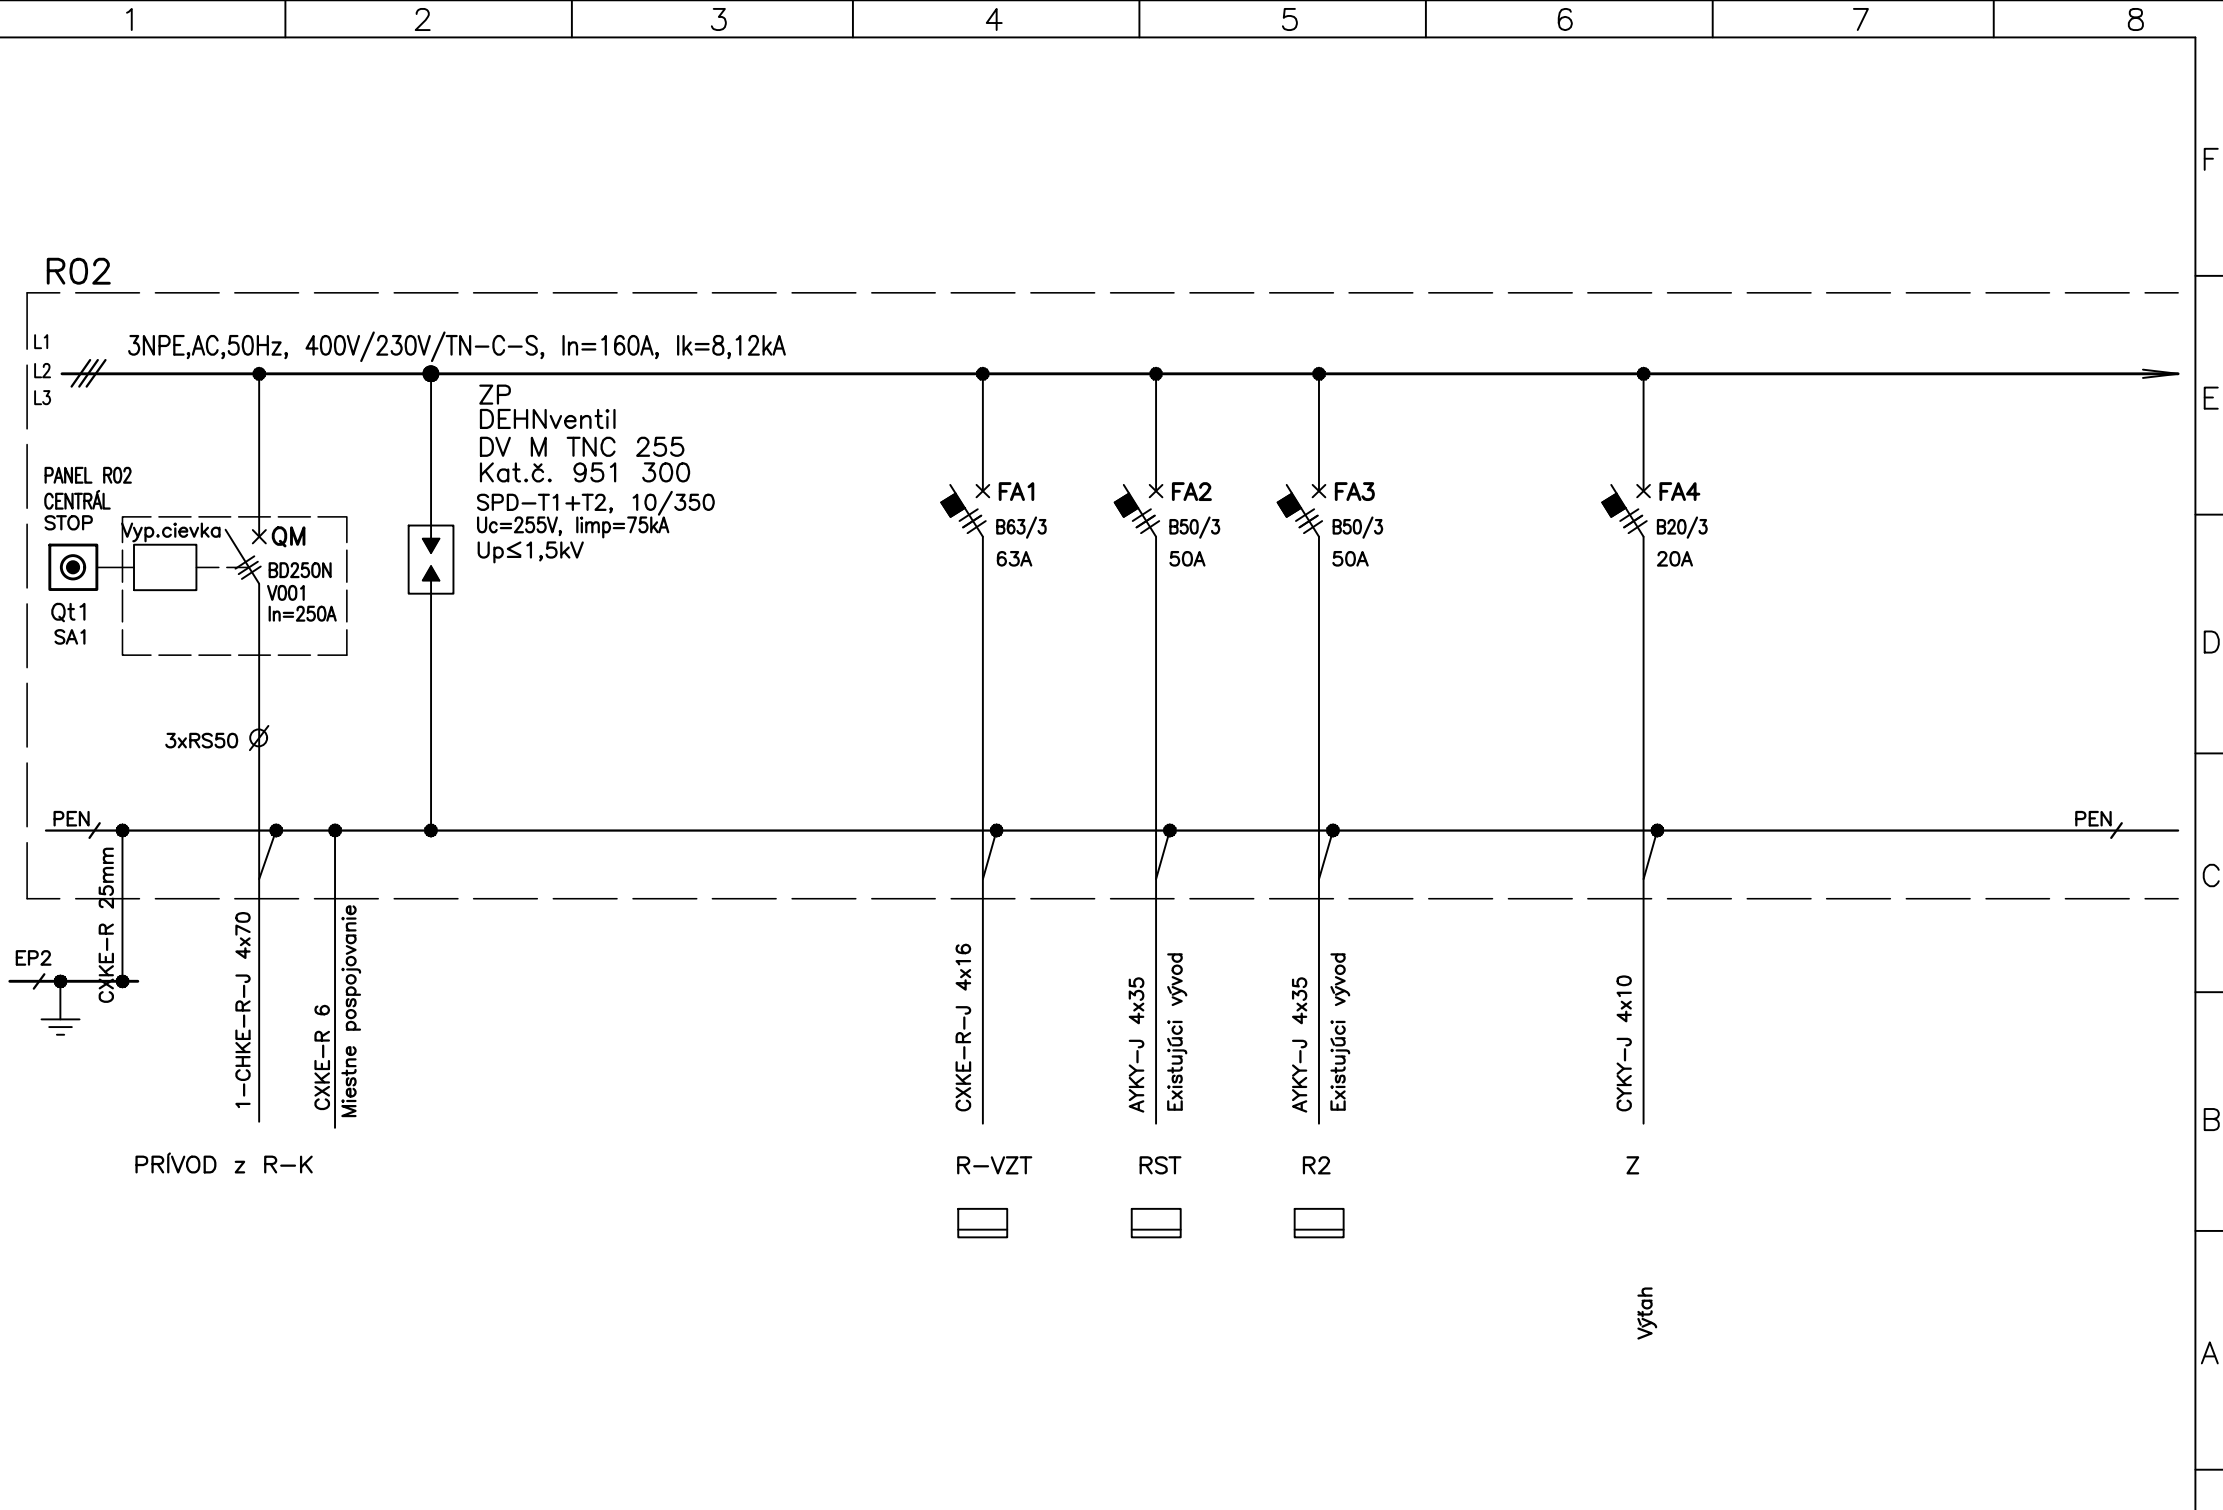 1 2 3 4 5 6 7 8
F
R02
L1
L2
L3
3NPE,AC,50Hz, 400V/230V/TN-C-S, In=160A, Ik=8,12kA
E
ZP
DEHNventil
DV M TNC 255
Kat.č. 951 300
SPD-T1+T2, 10/350
Uc=255V, Iimp=75kA
Up≤1,5kV
PANEL R02
CENTRÁL
STOP
Vyp.cievka
QM
BD250N
V001
In=250A
Qt1
SA1
FA1
B63/3
63A
FA2
B50/3
50A
FA3
B50/3
50A
FA4
B20/3
20A
D
3xRS50
PEN
PEN
C
EP2
CXKE-R 25mm
1-CHKE-R-J 4x70
CXKE-R 6
Miestne pospojovanie
CXKE-R-J 4x16
AYKY-J 4x35
Existujúci vývod
AYKY-J 4x35
Existujúci vývod
CYKY-J 4x10
B
PRÍVOD z R-K
R-VZT
RST
R2
Z
Výťah
A